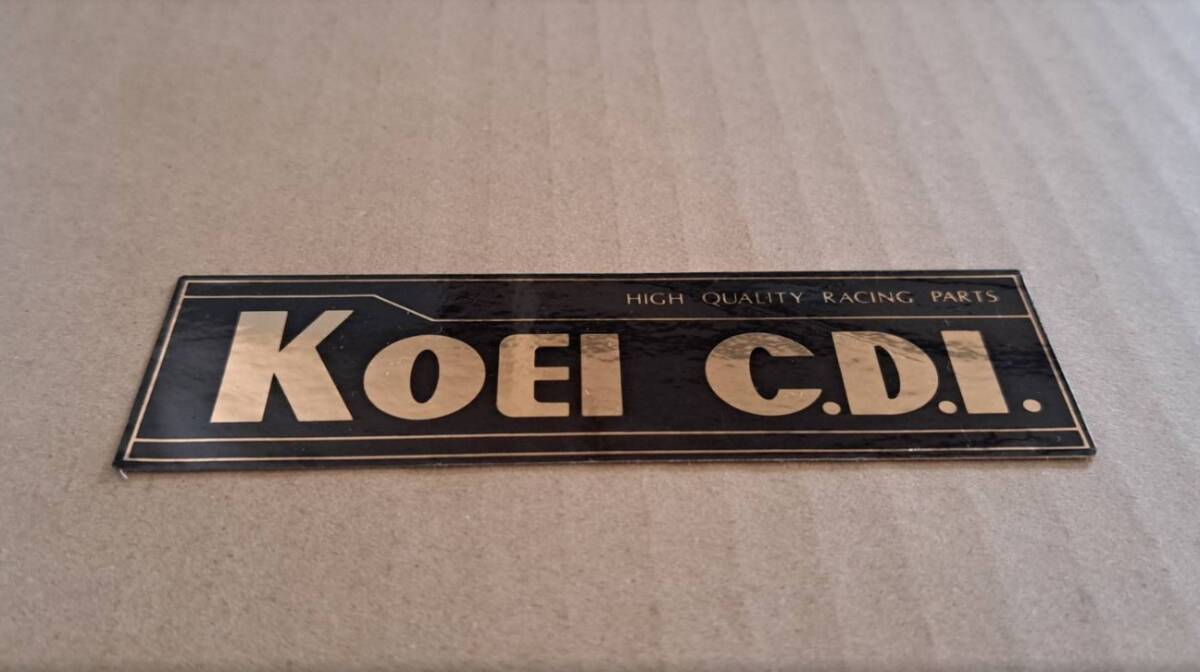 HIGH QUALITY RACING PARTS
KOEI C.D.I.